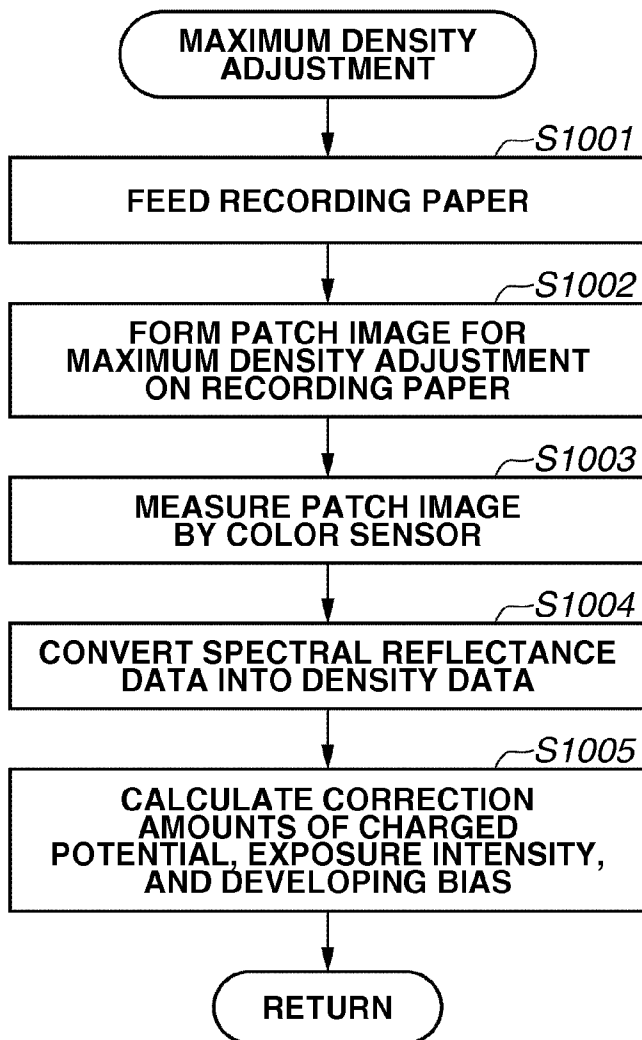 MAXIMUM DENSITY
ADJUSTMENT
S1001
FEED RECORDING PAPER
S1002
FORM PATCH IMAGE FOR
MAXIMUM DENSITY ADJUSTMENT
ON RECORDING PAPER
S1003
MEASURE PATCH IMAGE
BY COLOR SENSOR
S1004
CONVERT SPECTRAL REFLECTANCE
DATA INTO DENSITY DATA
S1005
CALCULATE CORRECTION
AMOUNTS OF CHARGED
POTENTIAL, EXPOSURE INTENSITY,
AND DEVELOPING BIAS
RETURN